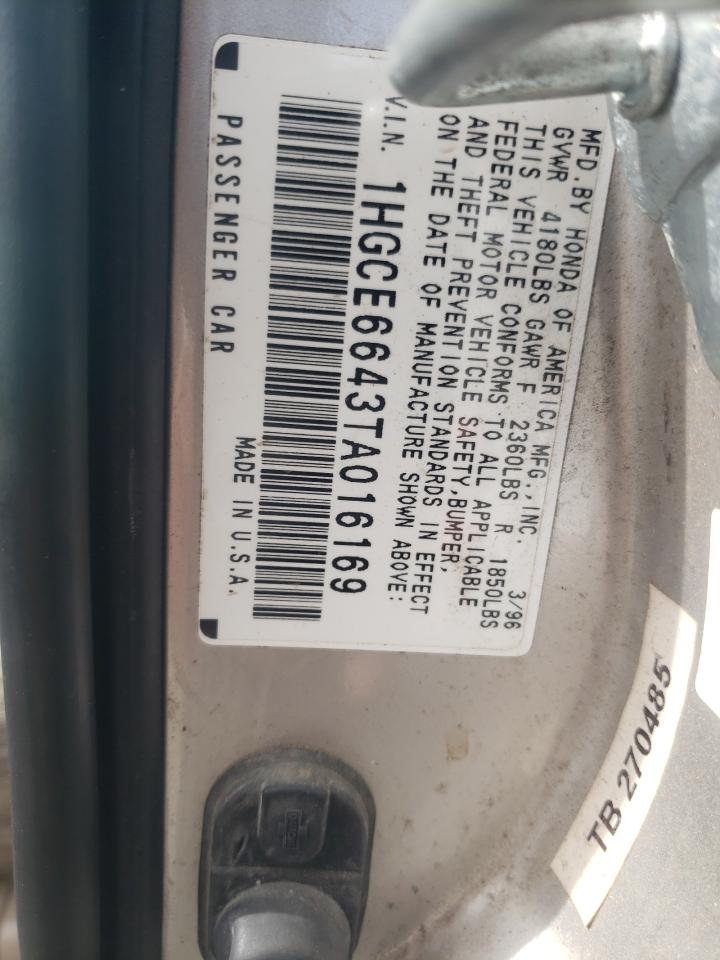 MFD. BY HONDA OF AMERICA MFG., INC. 3/96
GVWR 4180LBS GAWR F 2360LBS R 1850LBS
THIS VEHICLE CONFORMS TO ALL APPLICABLE
FEDERAL MOTOR VEHICLE SAFETY, BUMPER,
AND THEFT PREVENTION STANDARDS IN EFFECT
ON THE DATE OF MANUFACTURE SHOWN ABOVE:
V.I.N. 1HGCE6643TA016169
PASSENGER CAR MADE IN U.S.A.
TB 270485